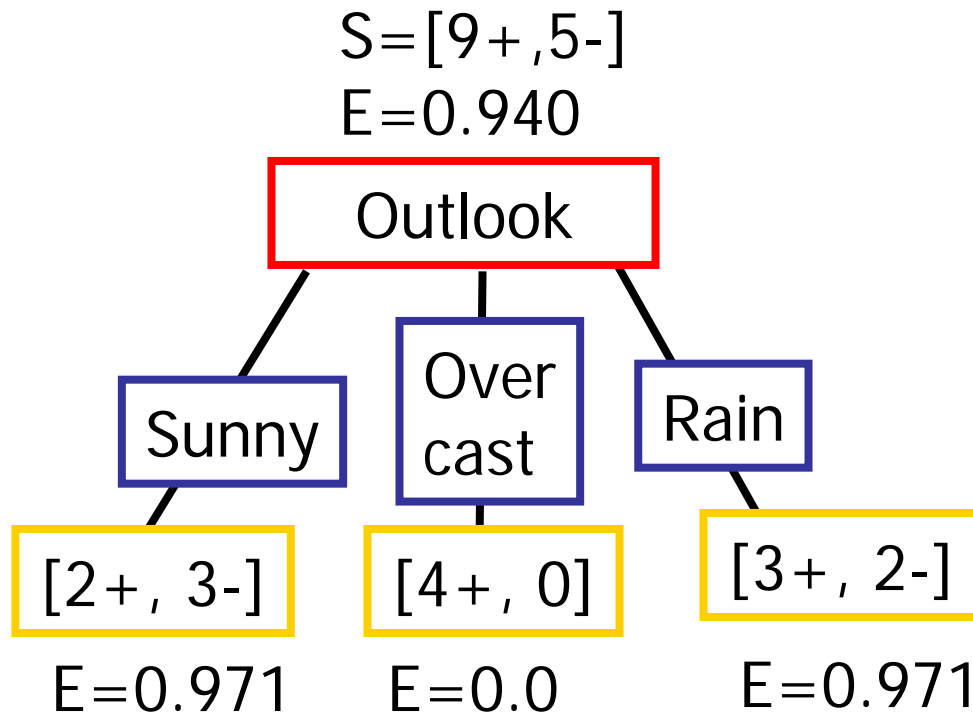 S=[9+,5-]
E=0.940
Outlook
Sunny
Over
cast
Rain
[2+, 3-]
[4+, 0]
[3+, 2-]
E=0.971
E=0.0
E=0.971